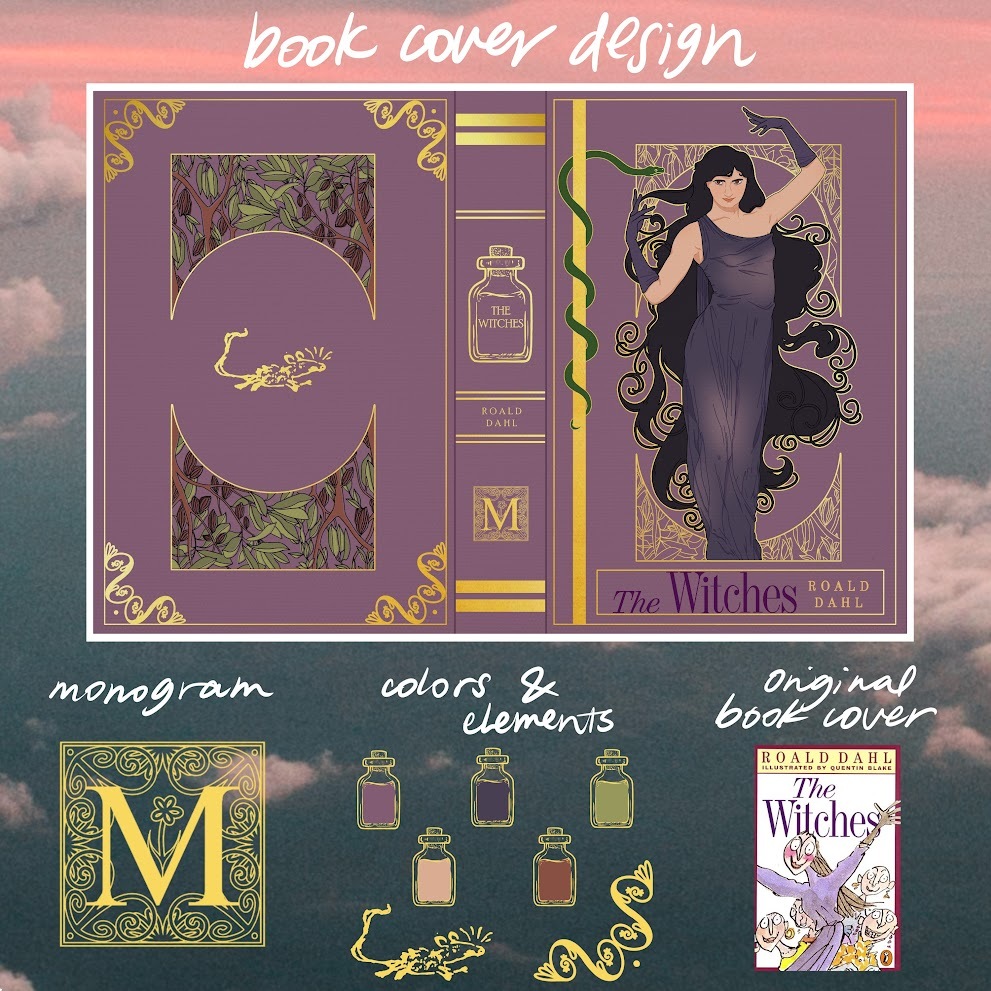 book cover design
THE
WITCHES
ROALD
DAHL
M
The Witches
ROALD
DAHL
monogram
M
colors &
elements
original
book cover
ROALD DAHL
ILLUSTRATED BY QUENTIN BLAKE
The
Witches